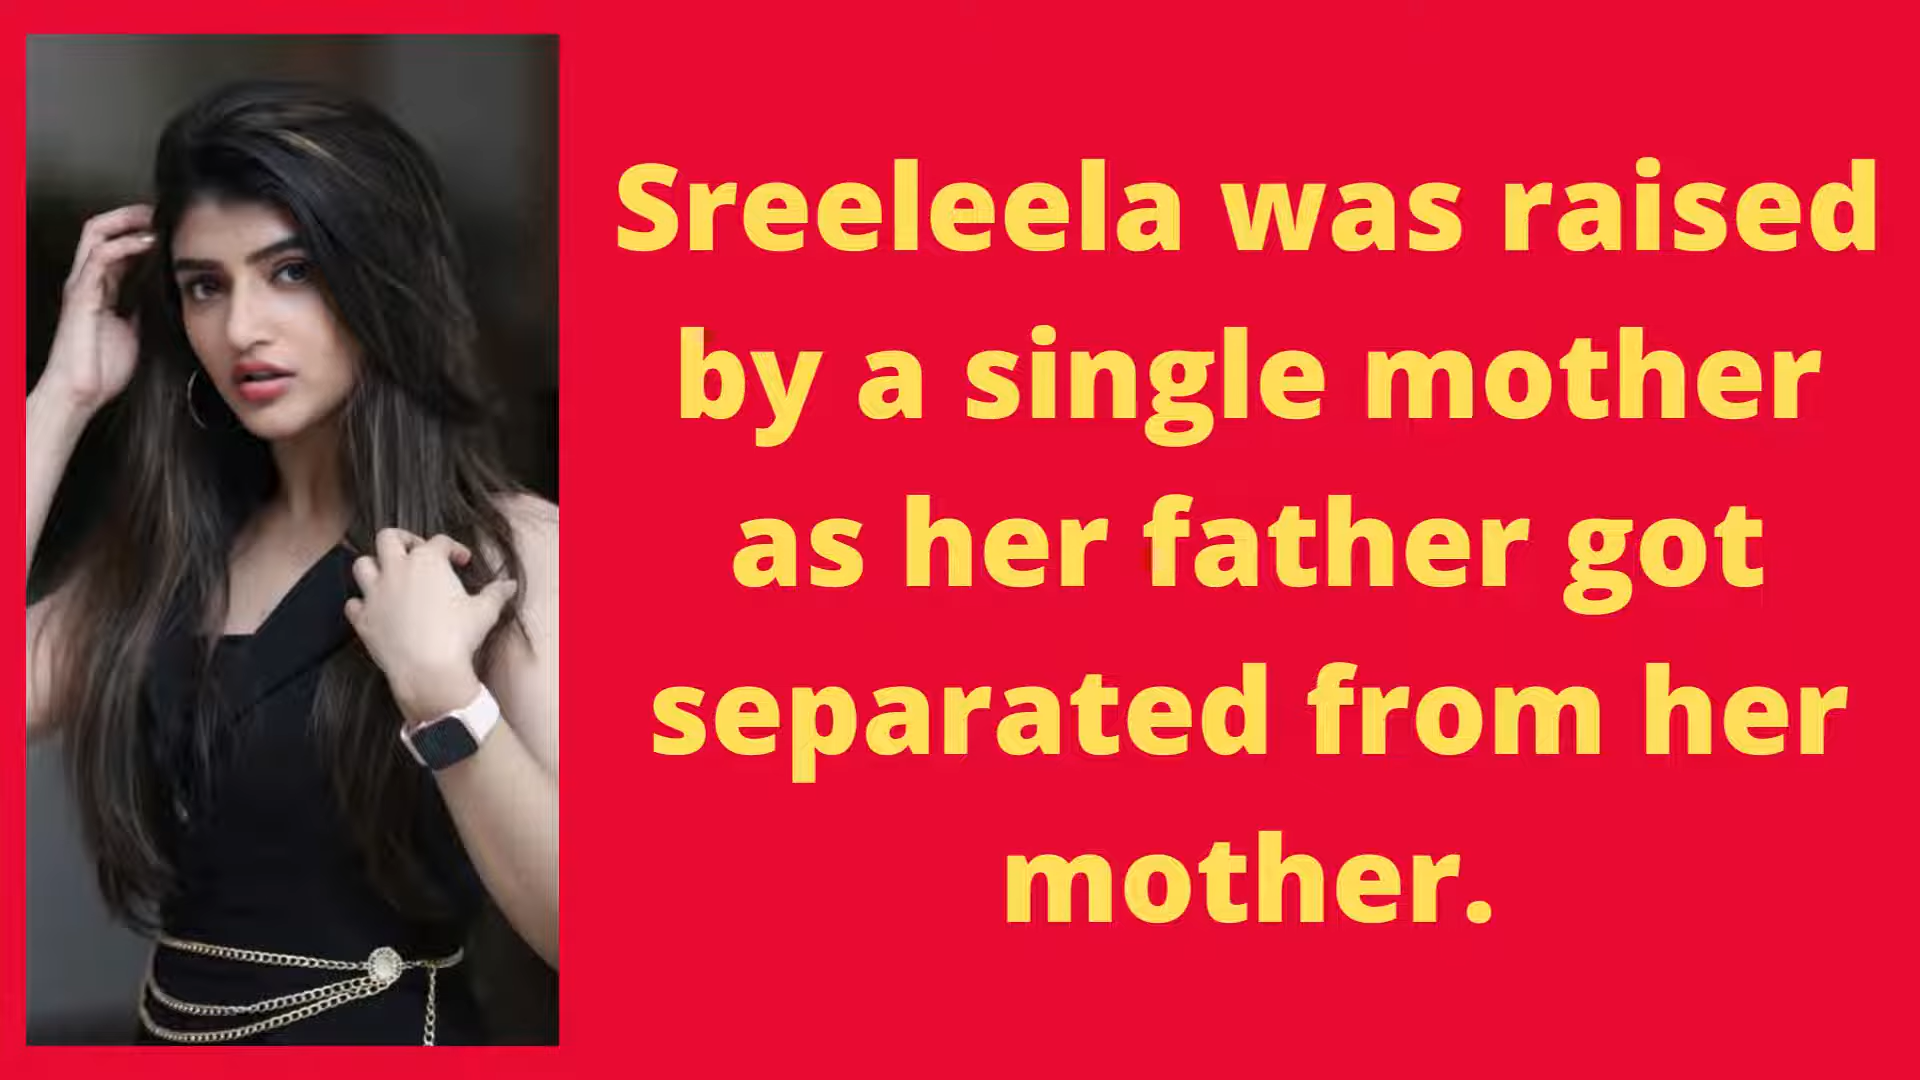 Sreeleela was raised
by a single mother
as her father got
separated from her
mother.